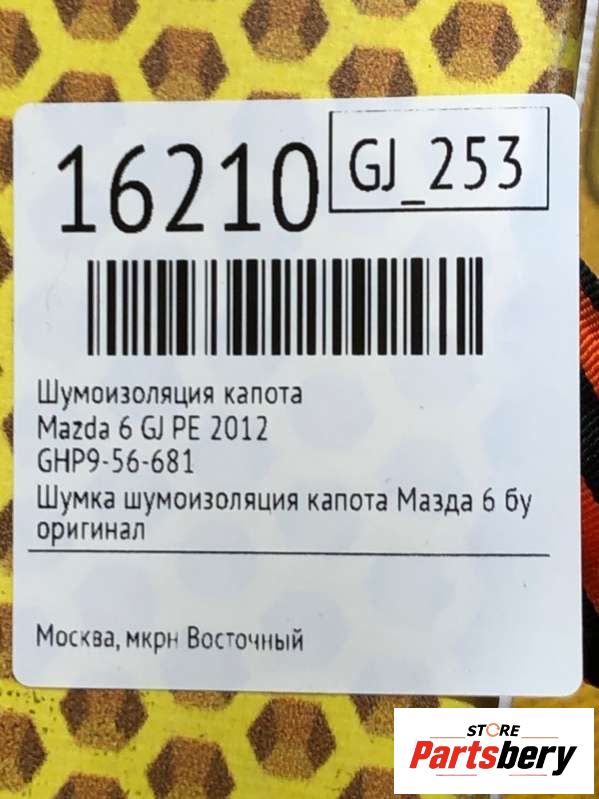 16210
GJ_253
Шумоизоляция капота
Mazda 6 GJ PE 2012
GHP9-56-681
Шумка шумоизоляция капота Мазда 6 бу
оригинал
Москва, мкрн Восточный
STORE
Partsbery